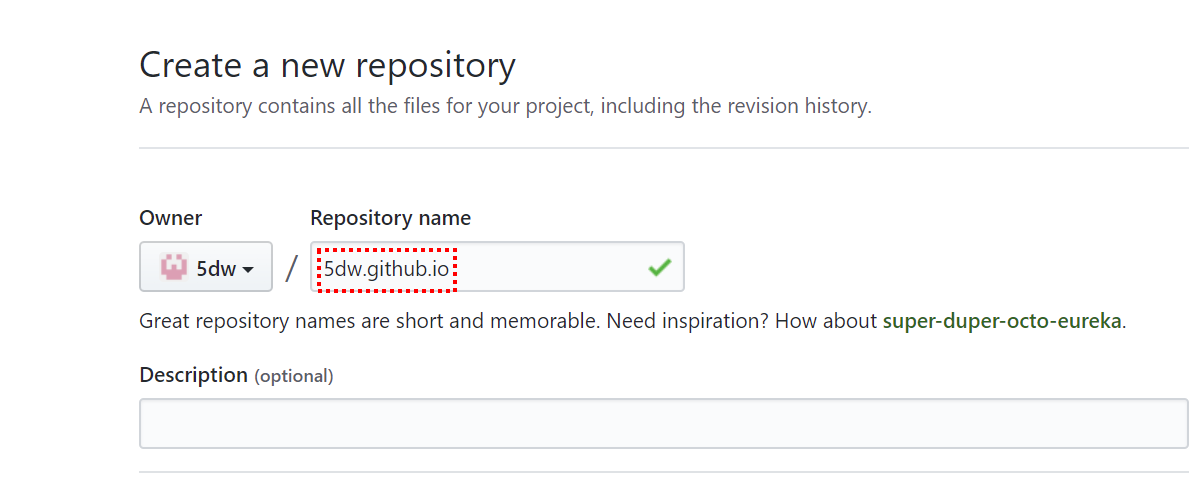 Create a new repository
A repository contains all the files for your project, including the revision history.
Owner
Repository name
5dw
/
5dw.github.io
Great repository names are short and memorable. Need inspiration? How about super-duper-octo-eureka.
Description (optional)